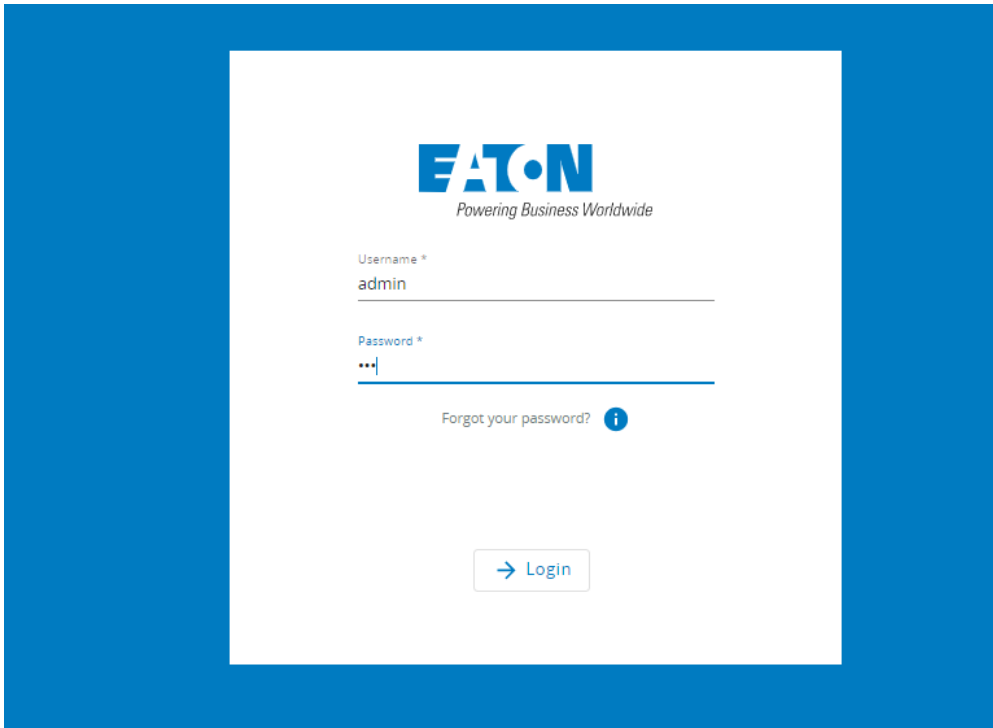 EATON
Powering Business Worldwide
Username *
admin
Password *
•••
Forgot your password? i
Login